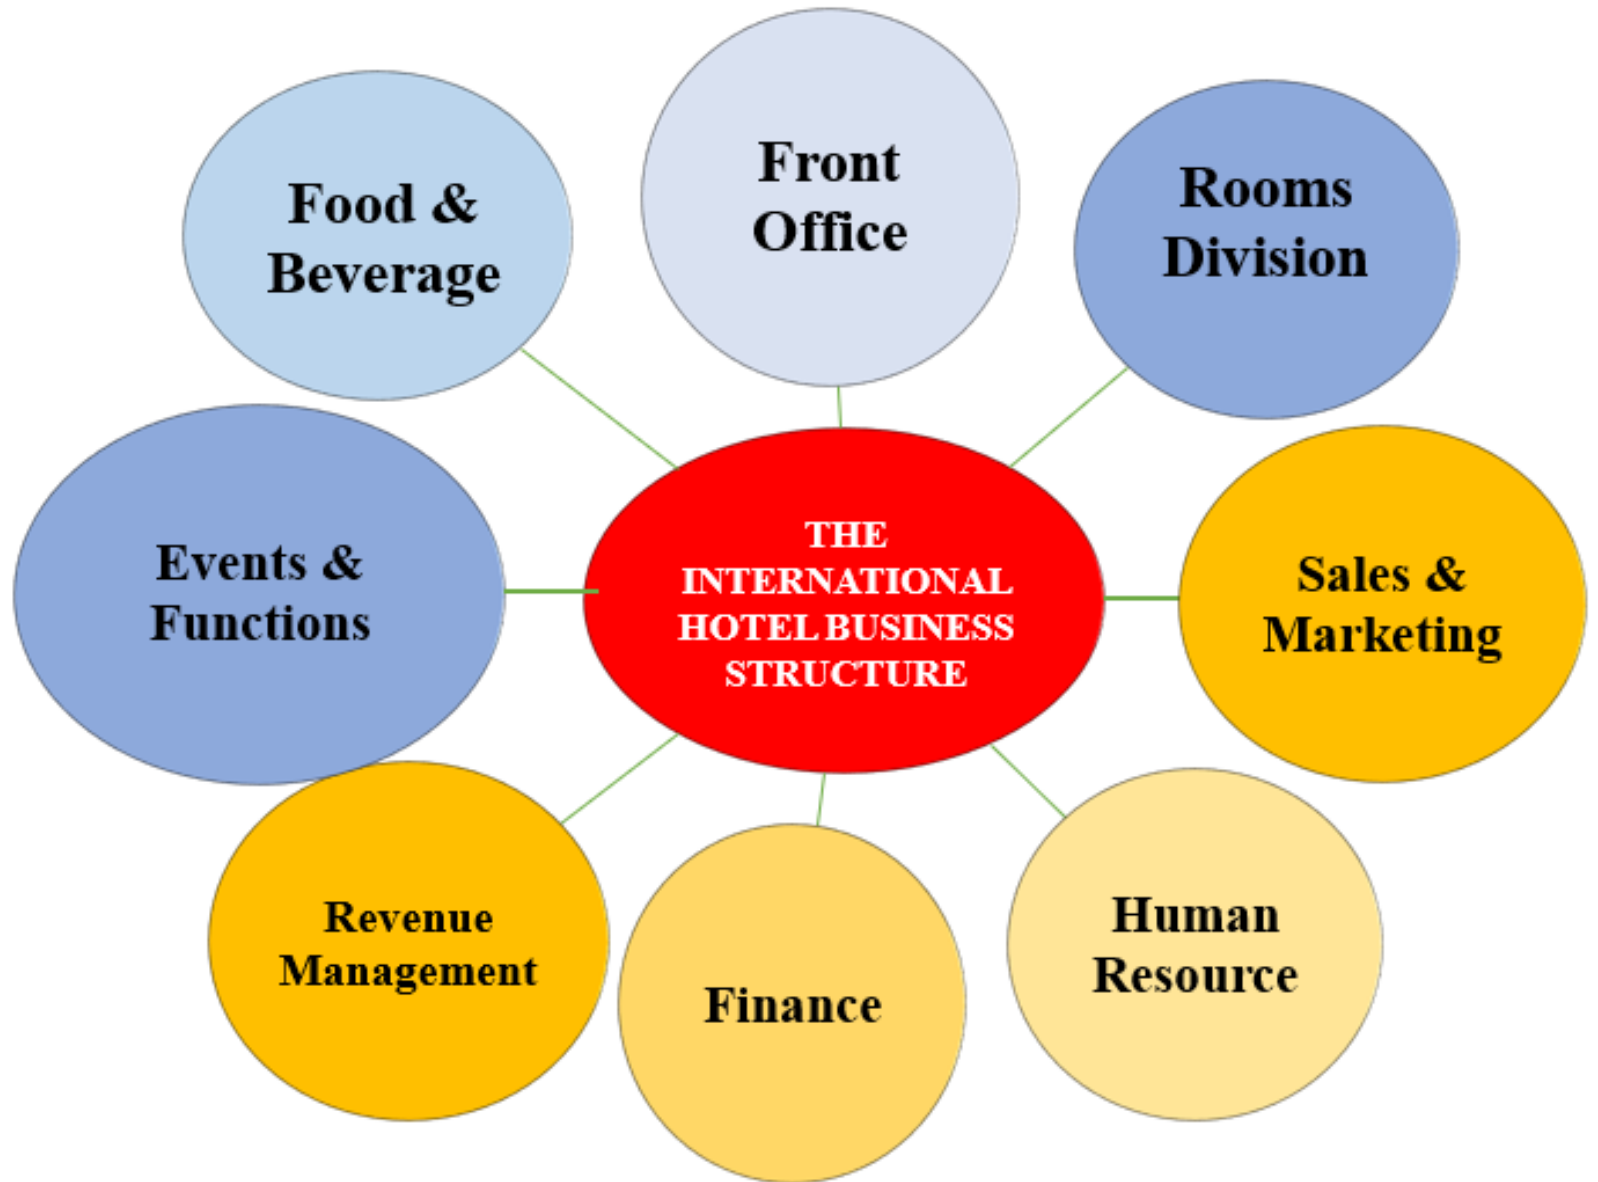 Front
Office
Food &
Beverage
Rooms
Division
Events &
Functions
THE
INTERNATIONAL
HOTEL BUSINESS
STRUCTURE
Sales &
Marketing
Revenue
Management
Finance
Human
Resource